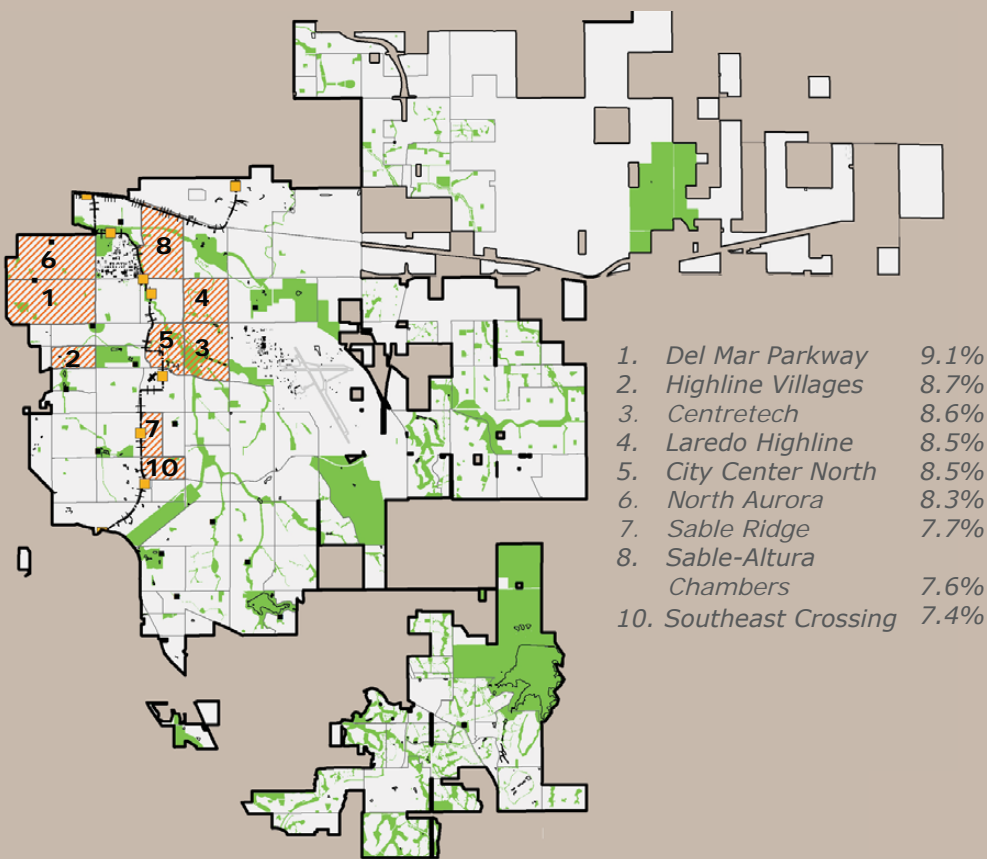 8
6
4
1
5
3
2
7
10
1. Del Mar Parkway 9.1%
2. Highline Villages 8.7%
3. Centretech 8.6%
4. Laredo Highline 8.5%
5. City Center North 8.5%
6. North Aurora 8.3%
7. Sable Ridge 7.7%
8. Sable-Altura
Chambers 7.6%
10. Southeast Crossing 7.4%